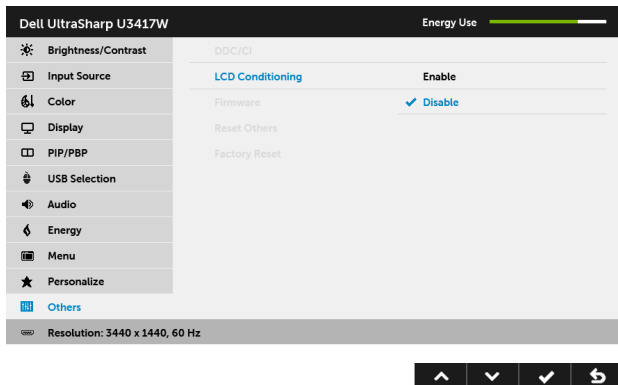 Dell UltraSharp U3417W
Energy Use
Brightness/Contrast
DDC/CI
Input Source
LCD Conditioning
Enable
Color
Firmware
Disable
Display
Reset Others
PIP/PBP
Factory Reset
USB Selection
Audio
Energy
Menu
Personalize
Others
Resolution: 3440 x 1440, 60 Hz